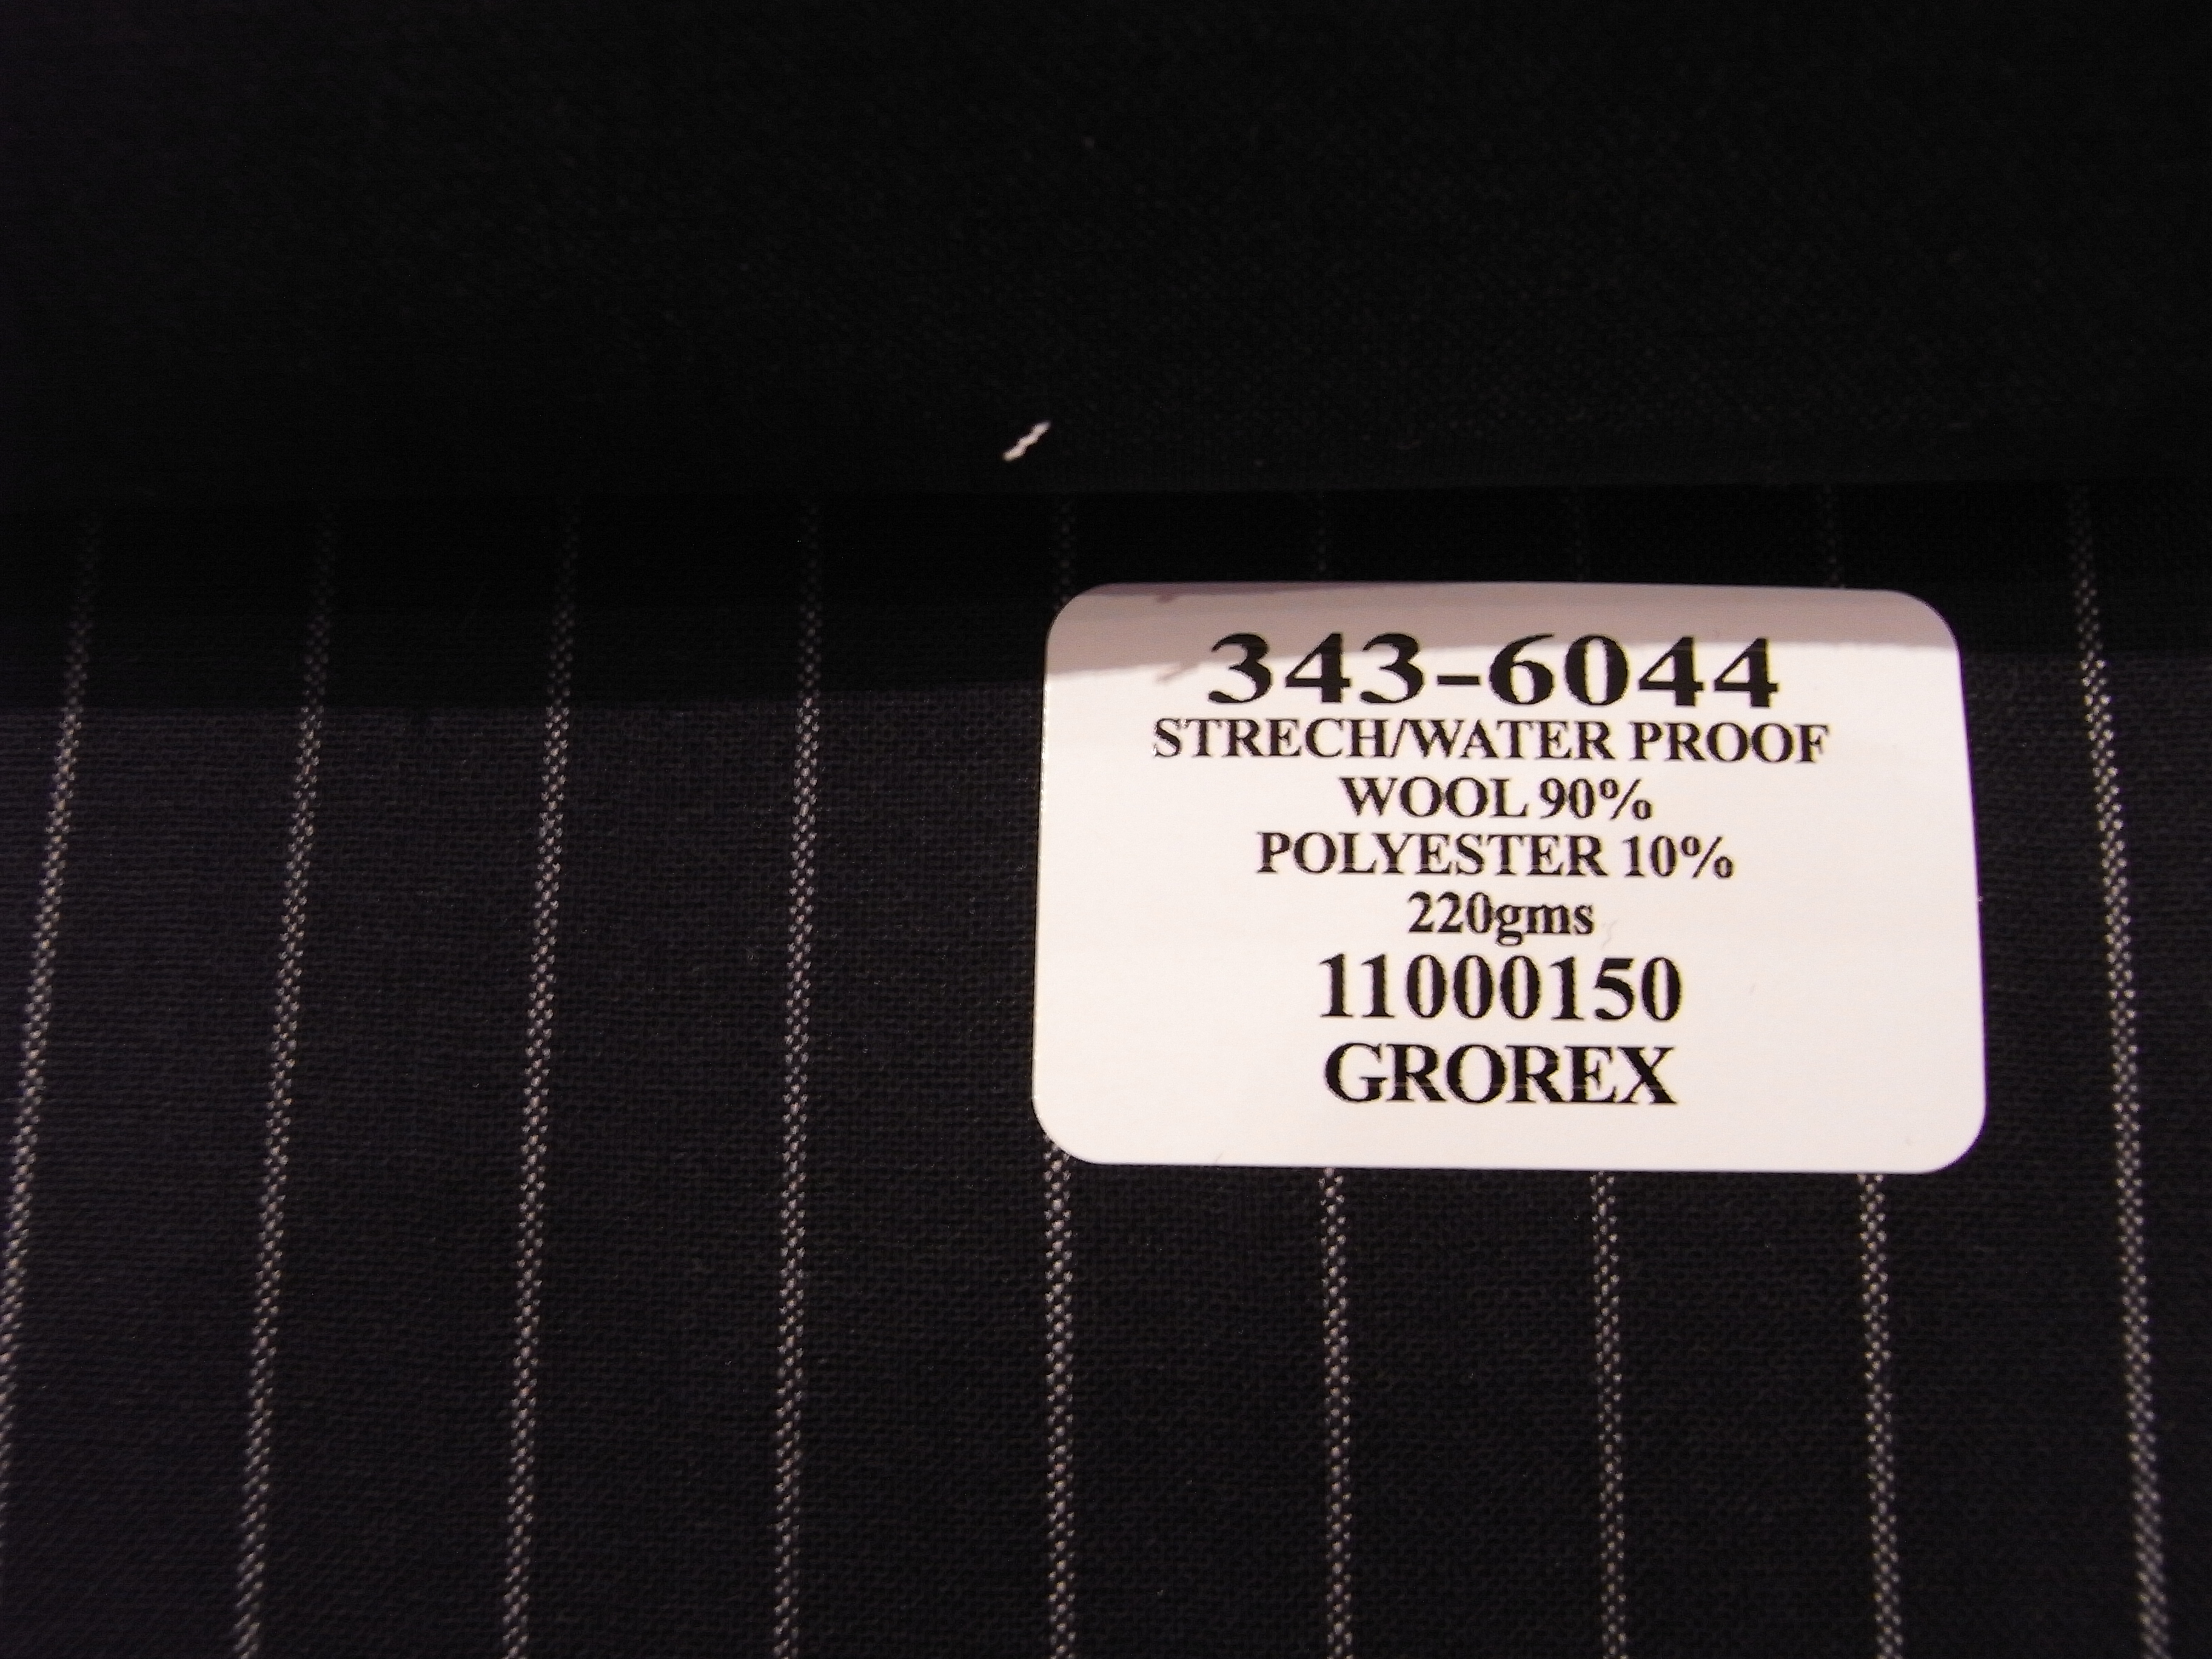 343-6044
STRECH/WATER PROOF
WOOL 90%
POLYESTER 10%
220gms
11000150
GROREX